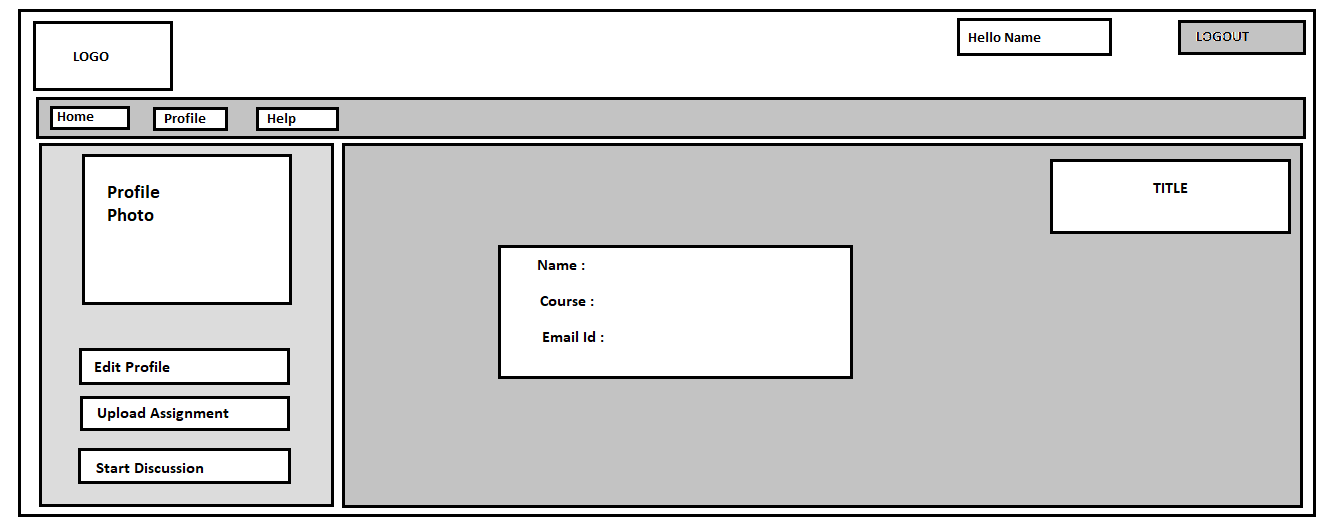 LOGO
Hello Name
LOGOUT
Home
Profile
Help
Profile
Photo
TITLE
Name :
Course :
Email Id :
Edit Profile
Upload Assignment
Start Discussion